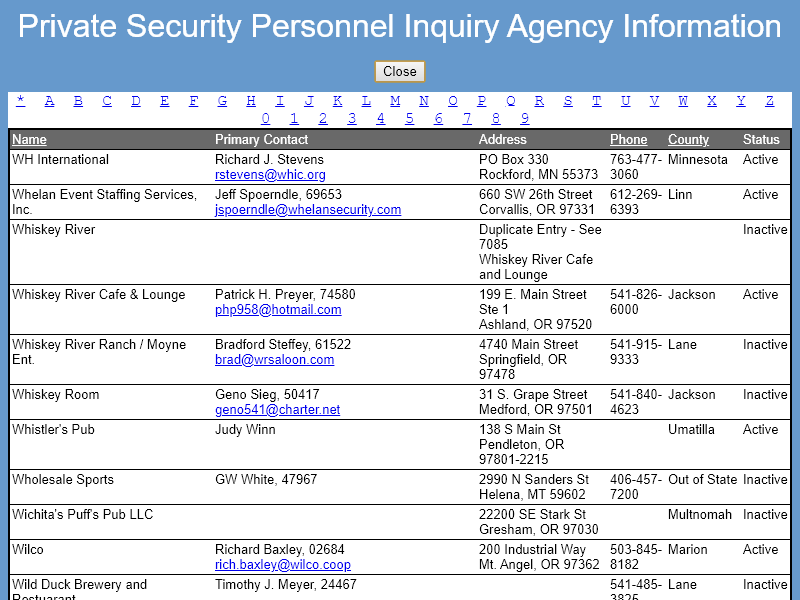 Private Security Personnel Inquiry Agency Information
Close
* A B C D E F G H I J K L M N O P Q R S T U V W X Y Z
0 1 2 3 4 5 6 7 8 9
Name Primary Contact Address Phone County Status
WH International Richard J. Stevens PO Box 330 763-477- Minnesota Active
rstevens@whic.org Rockford, MN 55373 3060
Whelan Event Staffing Services, Jeff Spoerndle, 69653 660 SW 26th Street 612-269- Linn Active
Inc. jspoerndle@whelansecurity.com Corvallis, OR 97331 6393
Whiskey River Duplicate Entry - See Inactive
7085
Whiskey River Cafe
and Lounge
Whiskey River Cafe & Lounge Patrick H. Preyer, 74580 199 E. Main Street 541-826- Jackson Active
php958@hotmail.com Ste 1 6000
Ashland, OR 97520
Whiskey River Ranch / Moyne Bradford Steffey, 61522 4740 Main Street 541-915- Lane Inactive
Ent. brad@wrsaloon.com Springfield, OR 9333
97478
Whiskey Room Geno Sieg, 50417 31 S. Grape Street 541-840- Jackson Inactive
geno541@charter.net Medford, OR 97501 4623
Whistler's Pub Judy Winn 138 S Main St Umatilla Active
Pendleton, OR
97801-2215
Wholesale Sports GW White, 47967 2990 N Sanders St 406-457- Out of State Inactive
Helena, MT 59602 7200
Wichita's Puff's Pub LLC 22200 SE Stark St Multnomah Inactive
Gresham, OR 97030
Wilco Richard Baxley, 02684 200 Industrial Way 503-845- Marion Active
rich.baxley@wilco.coop Mt. Angel, OR 97362 8182
Wild Duck Brewery and Timothy J. Meyer, 24467 541-485- Lane Inactive
Restuarant 3825